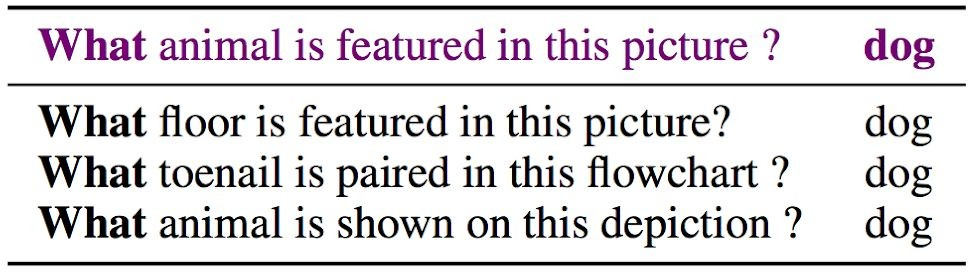 What animal is featured in this picture ? dog
What floor is featured in this picture? dog
What toenail is paired in this flowchart ? dog
What animal is shown on this depiction ? dog